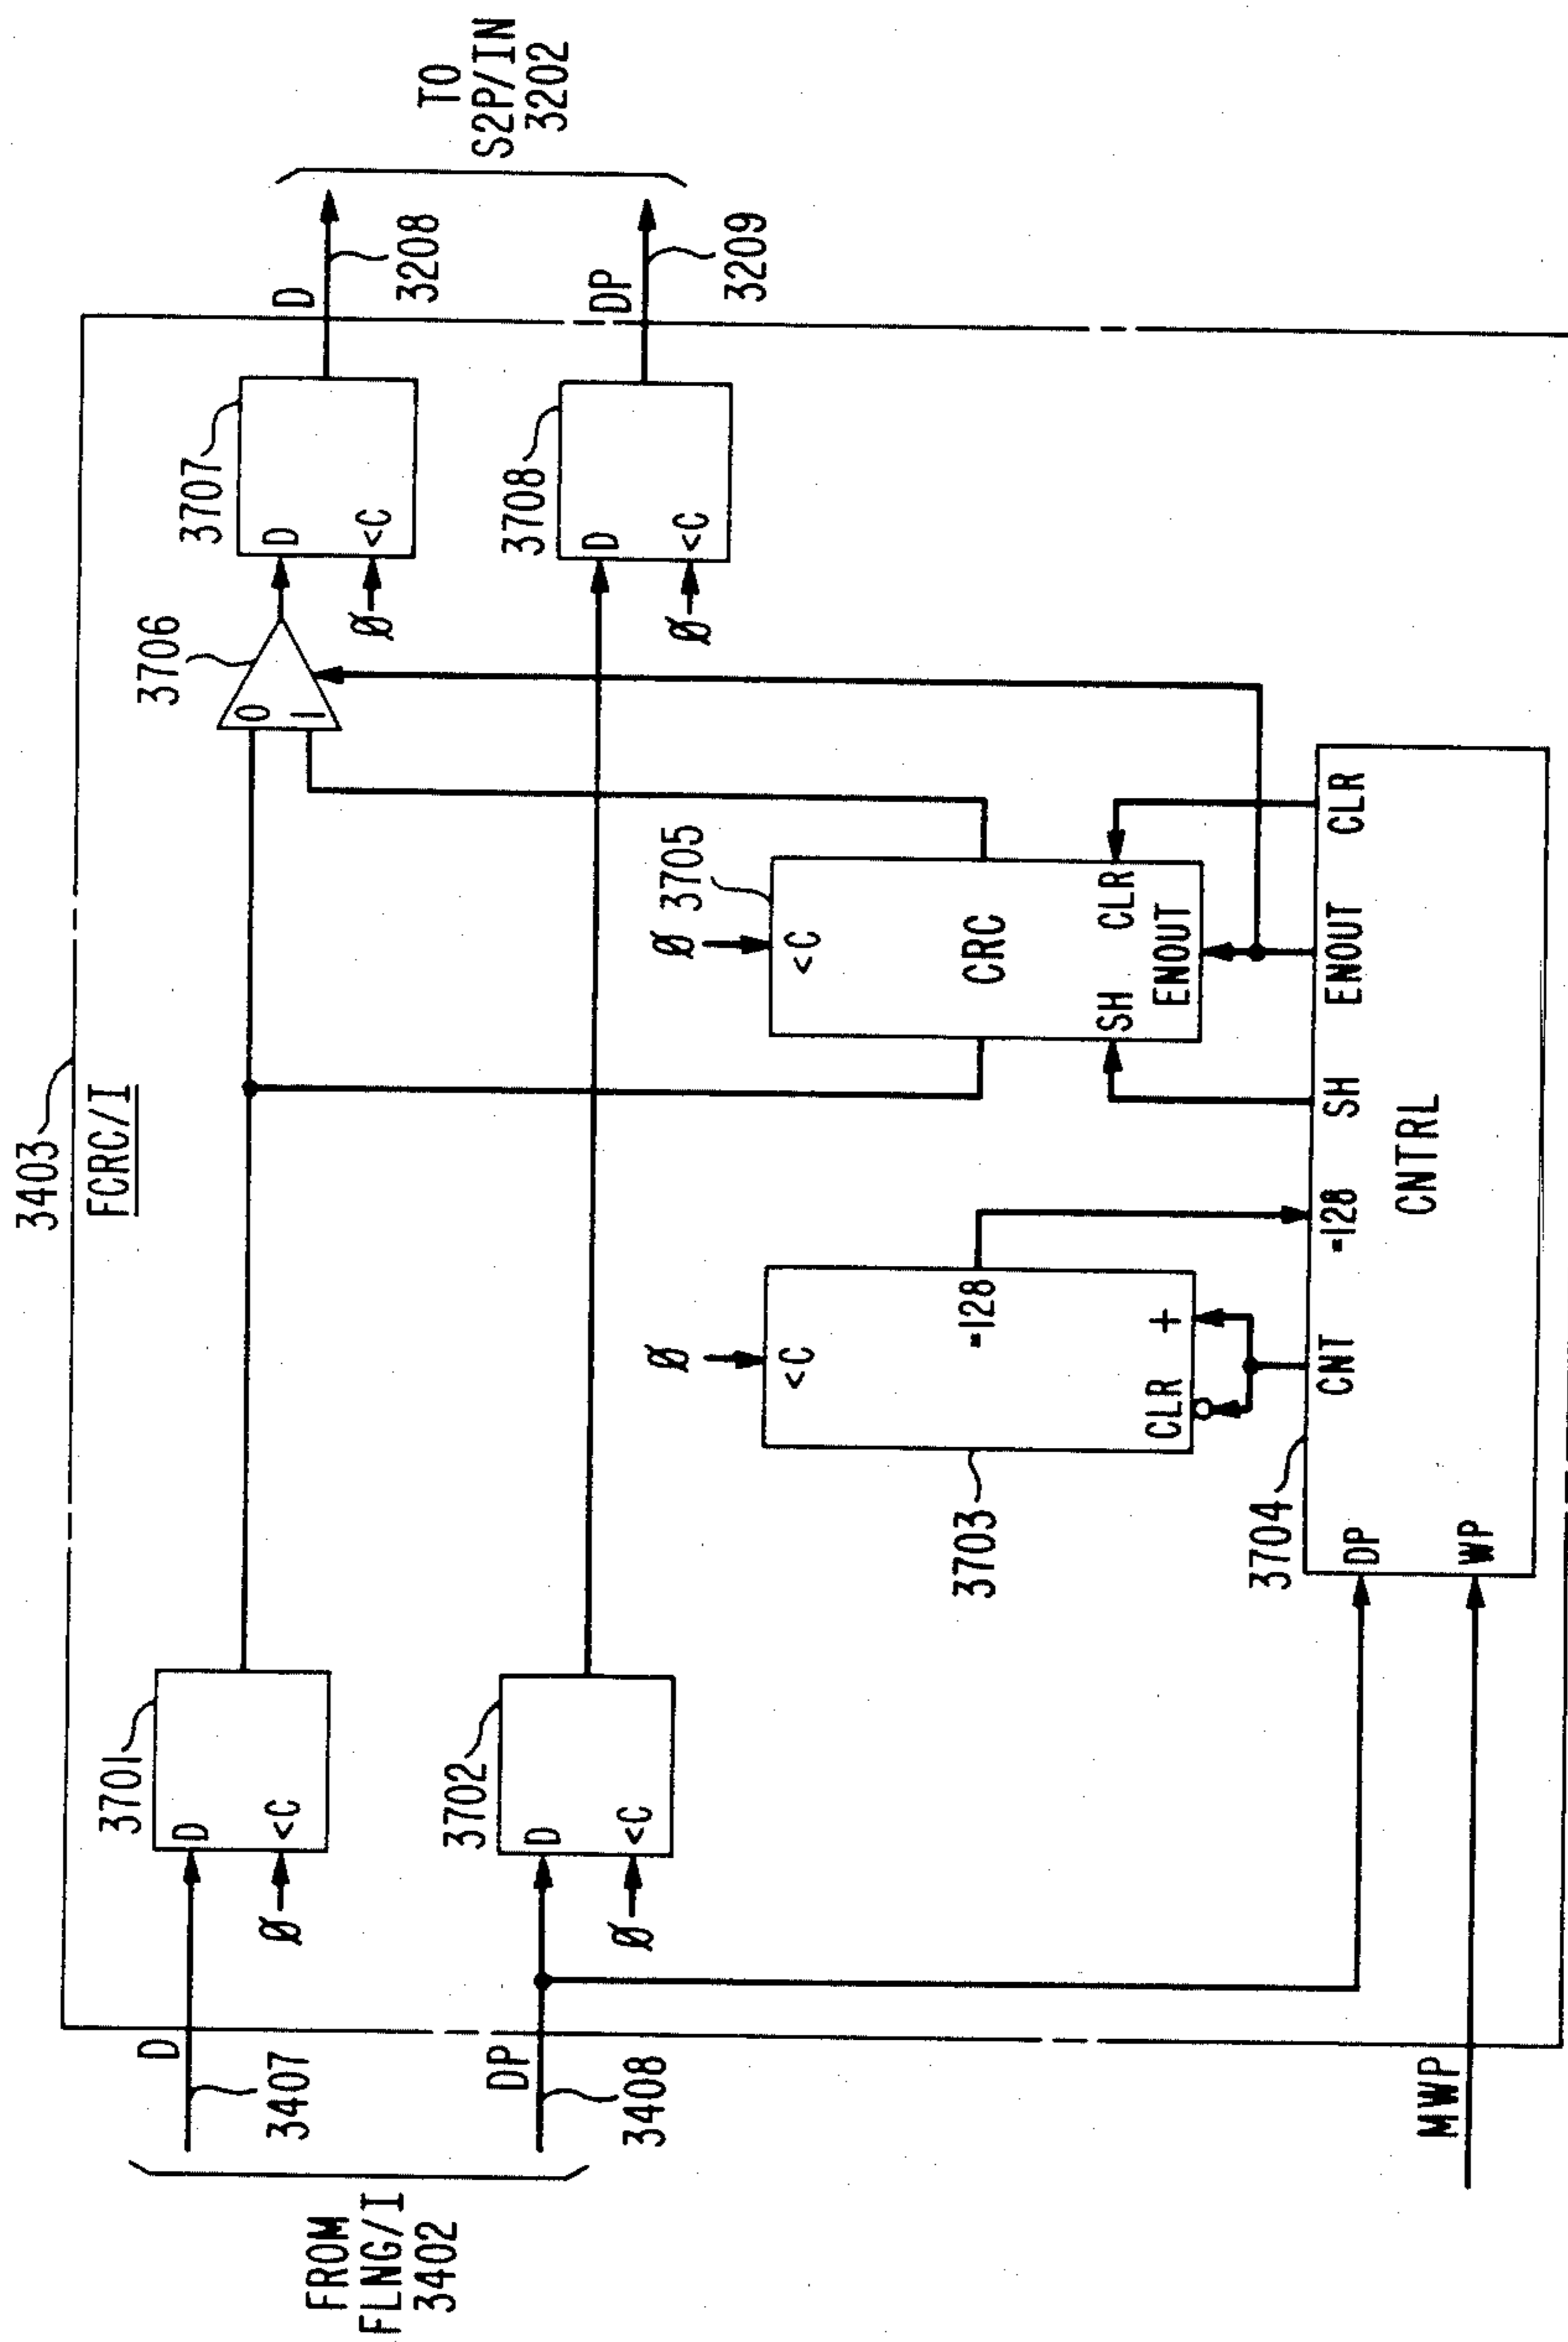 3403
FCRC/I
FROM
FLNG/I
3402
D
3407
DP
3408
MWP
3701
D
<C
Ø
3702
D
<C
Ø
3703
Ø
<C
=128
CLR
+
3704
DP
WP
CNT
=128
SH
ENOUT
CLR
CNTRL
3705
Ø
<C
CRC
SH
CLR
ENOUT
3706
0
1
3707
D
<C
Ø
3708
D
<C
Ø
D
3208
DP
3209
TO
S2P/IN
3202